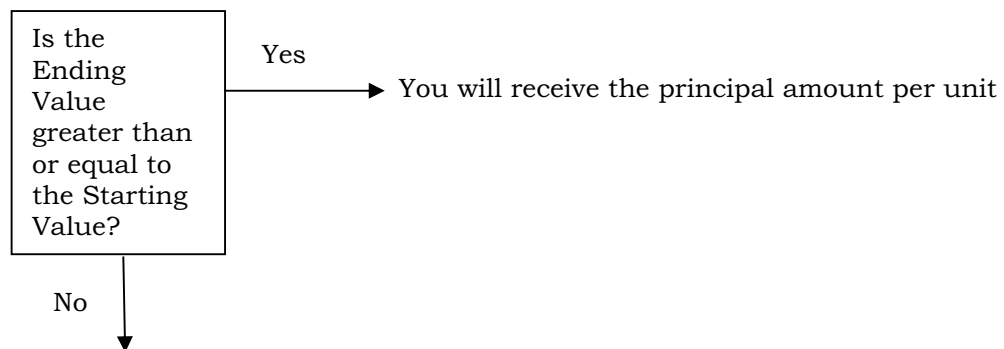 Is the
Ending
Value
greater than
or equal to
the Starting
Value?
Yes
You will receive the principal amount per unit
No